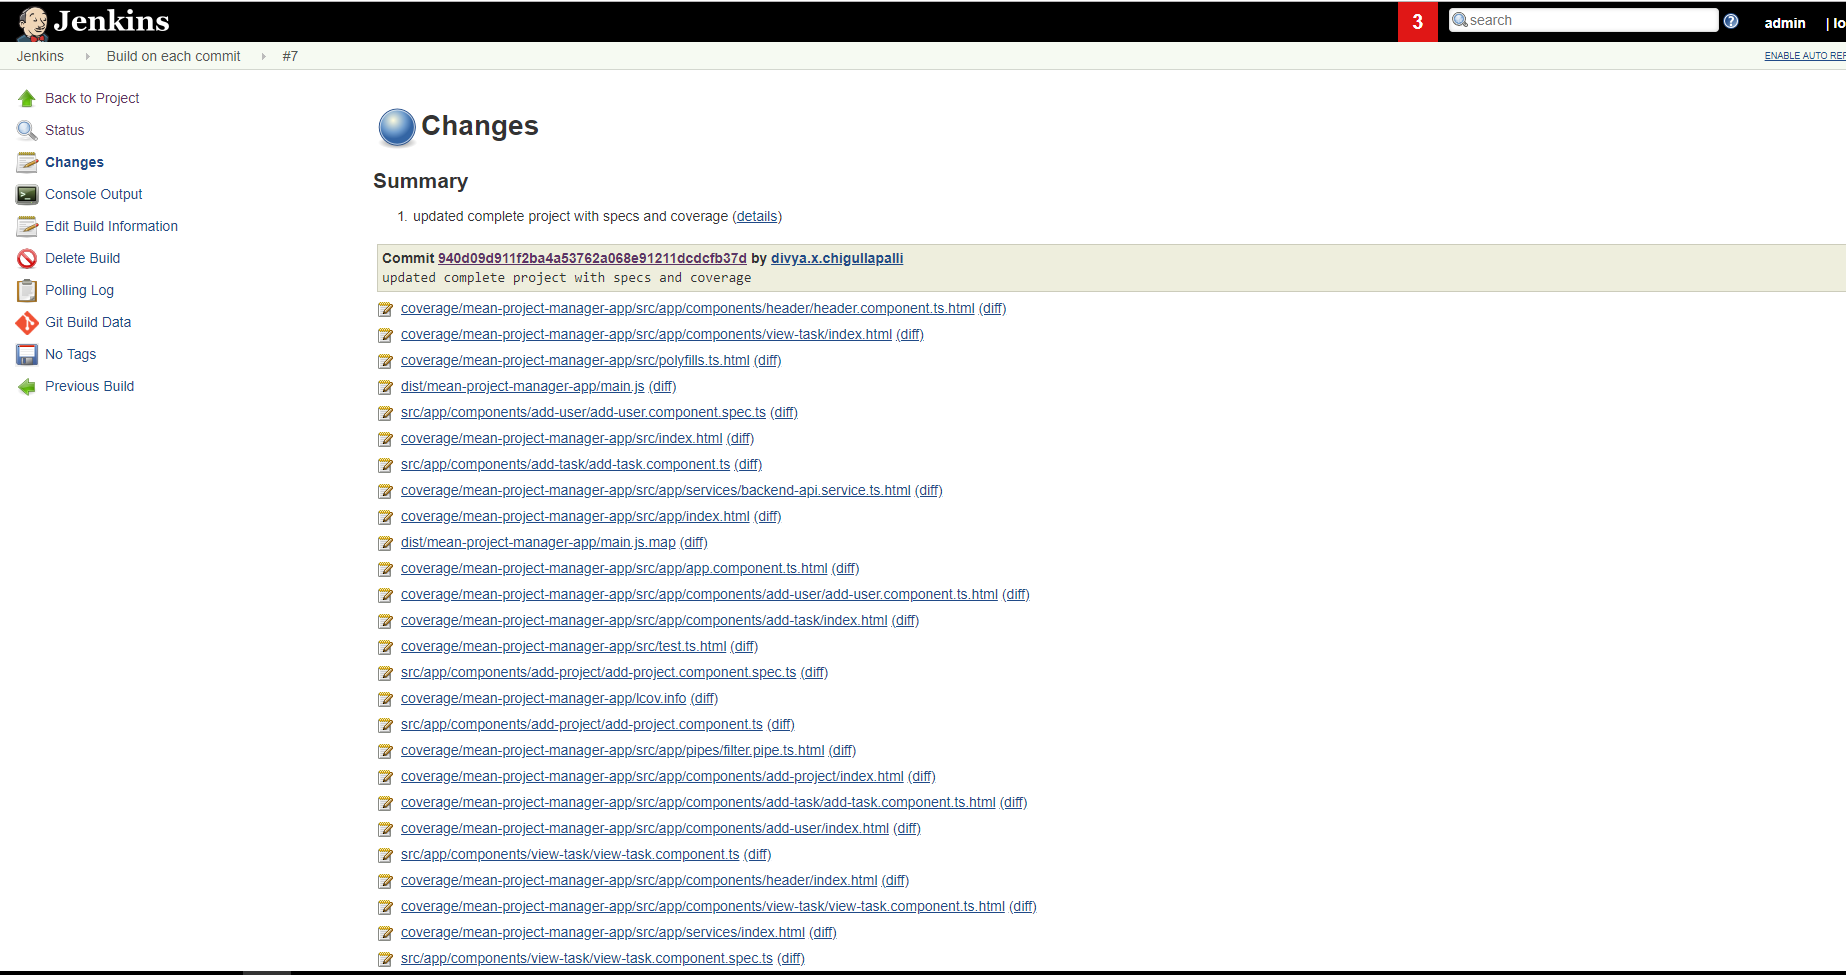 Jenkins
3
search
admin
| lo
Jenkins
Build on each commit
#7
ENABLE AUTO REF
Back to Project
Status
Changes
Console Output
Edit Build Information
Delete Build
Polling Log
Git Build Data
No Tags
Previous Build
Changes
Summary
1. updated complete project with specs and coverage (details)
Commit 940d09d911f2ba4a53762a068e91211dcdcfb37d by divya.x.chigullapalli
updated complete project with specs and coverage
coverage/mean-project-manager-app/src/app/components/header/header.component.ts.html (diff)
coverage/mean-project-manager-app/src/app/components/view-task/index.html (diff)
coverage/mean-project-manager-app/src/polyfills.ts.html (diff)
dist/mean-project-manager-app/main.js (diff)
src/app/components/add-user/add-user.component.spec.ts (diff)
coverage/mean-project-manager-app/src/index.html (diff)
src/app/components/add-task/add-task.component.ts (diff)
coverage/mean-project-manager-app/src/app/services/backend-api.service.ts.html (diff)
coverage/mean-project-manager-app/src/app/index.html (diff)
dist/mean-project-manager-app/main.js.map (diff)
coverage/mean-project-manager-app/src/app/app.component.ts.html (diff)
coverage/mean-project-manager-app/src/app/components/add-user/add-user.component.ts.html (diff)
coverage/mean-project-manager-app/src/app/components/add-task/index.html (diff)
coverage/mean-project-manager-app/src/test.ts.html (diff)
src/app/components/add-project/add-project.component.spec.ts (diff)
coverage/mean-project-manager-app/lcov.info (diff)
src/app/components/add-project/add-project.component.ts (diff)
coverage/mean-project-manager-app/src/app/pipes/filter.pipe.ts.html (diff)
coverage/mean-project-manager-app/src/app/components/add-project/index.html (diff)
coverage/mean-project-manager-app/src/app/components/add-task/add-task.component.ts.html (diff)
coverage/mean-project-manager-app/src/app/components/add-user/index.html (diff)
src/app/components/view-task/view-task.component.ts (diff)
coverage/mean-project-manager-app/src/app/components/header/index.html (diff)
coverage/mean-project-manager-app/src/app/components/view-task/view-task.component.ts.html (diff)
coverage/mean-project-manager-app/src/app/services/index.html (diff)
src/app/components/view-task/view-task.component.spec.ts (diff)